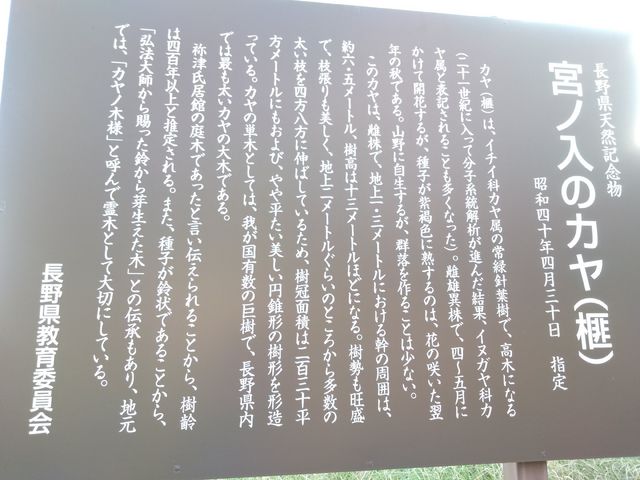 長野県天然記念物
宮ノ入のカヤ(榧)
昭和四十年四月三十日 指定
カヤ(榧)は、イチイ科カヤ属の常緑針葉樹で、高木になる
(二十一世紀に入って分子系統解析が進んだ結果、イヌガヤ科カ
ヤ属と表記されることも多くなった)。雌雄異株で、四〜五月に
かけて開花するが、種子が紫褐色に熟するのは、花の咲いた翌
年の秋である。山野に自生するが、群落を作ることは少ない。
このカヤは、雌株で、地上一・三メートルにおける幹の周囲は、
約六・五メートル、樹高は十三メートルほどになる。樹勢も旺盛
で、枝張りも美しく、地上二メートルぐらいのところから多数の
太い枝を四方八方に伸ばしているため、樹冠面積は二百三十平
方メートルにもおよび、やや平たい美しい円錐形の樹形を形造
っている。カヤの単木としては、我が国有数の巨樹で、長野県内
では最も太いカヤの大木である。
祢津氏居館の庭木であったと言い伝えられることから、樹齢
は四百年以上と推定される。また、種子が鈴状であることから、
「弘法大師から賜った鈴から芽生えた木」との伝承もあり、地元
では、「カヤノ木様」と呼んで霊木として大切にしている。
長野県教育委員会